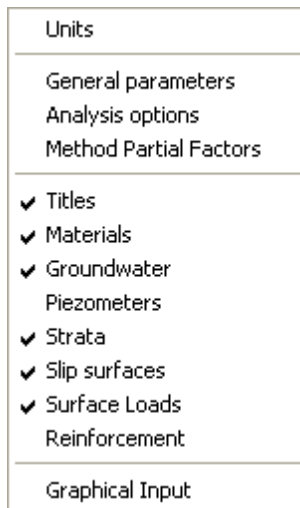 Units
General parameters
Analysis options
Method Partial Factors
Titles
Materials
Groundwater
Piezometers
Strata
Slip surfaces
Surface Loads
Reinforcement
Graphical Input